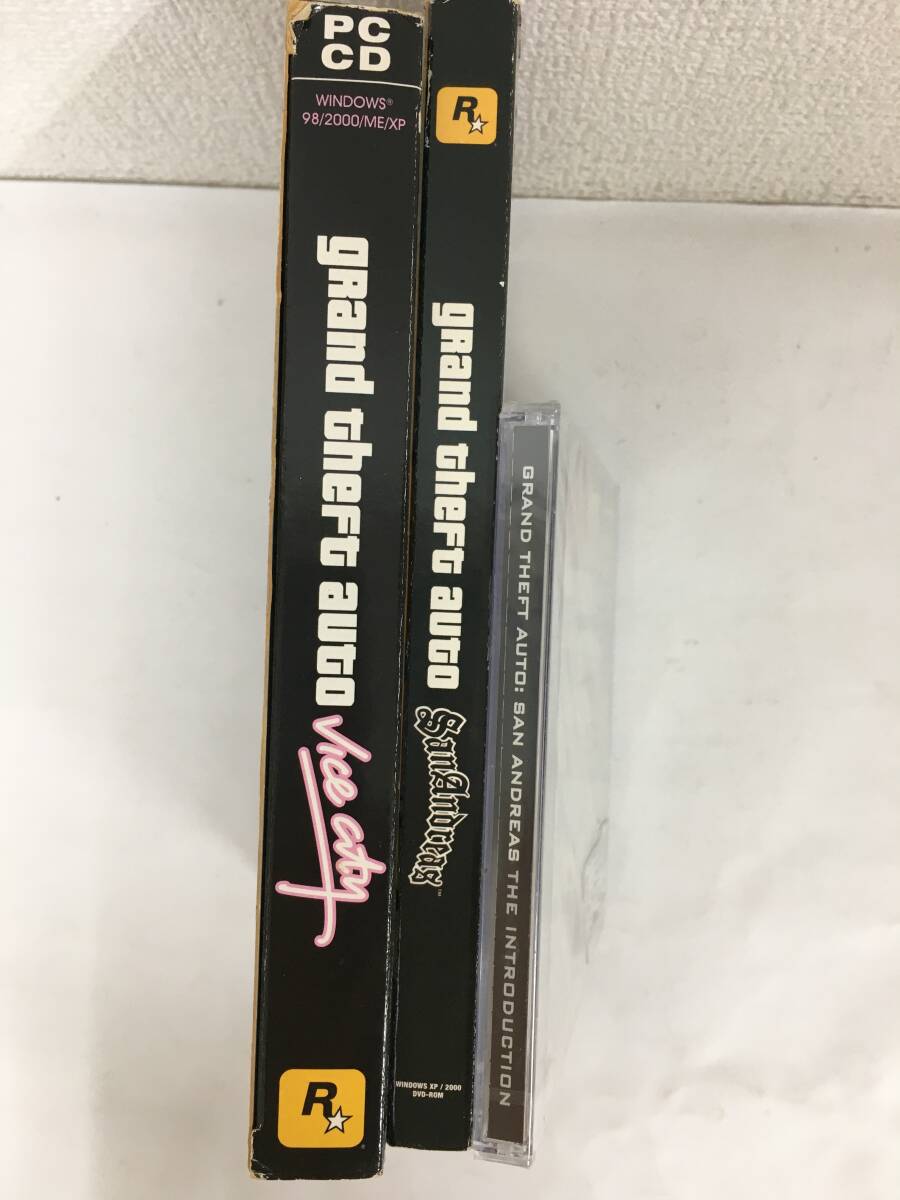 PC
CD
WINDOWS®
98/2000/ME/XP
grand theft auto
Vice City
R
R
grand theft auto
San Andreas™
WINDOWS XP / 2000
DVD-ROM
GRAND THEFT AUTO: SAN ANDREAS THE INTRODUCTION